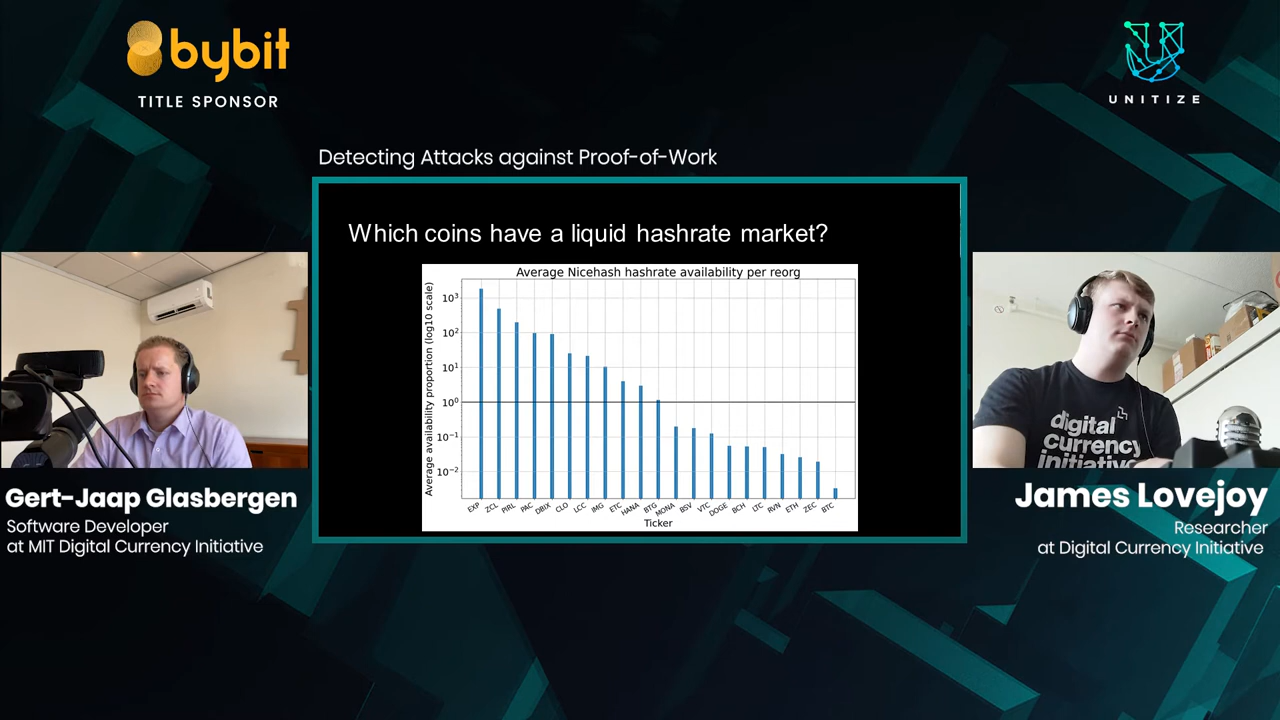 bybit
TITLE SPONSOR
UNITIZE
Detecting Attacks against Proof-of-Work
Which coins have a liquid hashrate market?
Average Nicehash hashrate availability per reorg
Average availability proportion (log10 scale)
10³
10²
10¹
10⁰
10⁻¹
10⁻²
EXP ZCL PIRL PAC DBIX CLO LCC IMG ETC HANA BTG MONA BSV VTC DOGE BCH LTC RVN ETH ZEC BTC
Ticker
digital
currency
initiative
Gert-Jaap Glasbergen
Software Developer
at MIT Digital Currency Initiative
James Lovejoy
Researcher
at Digital Currency Initiative